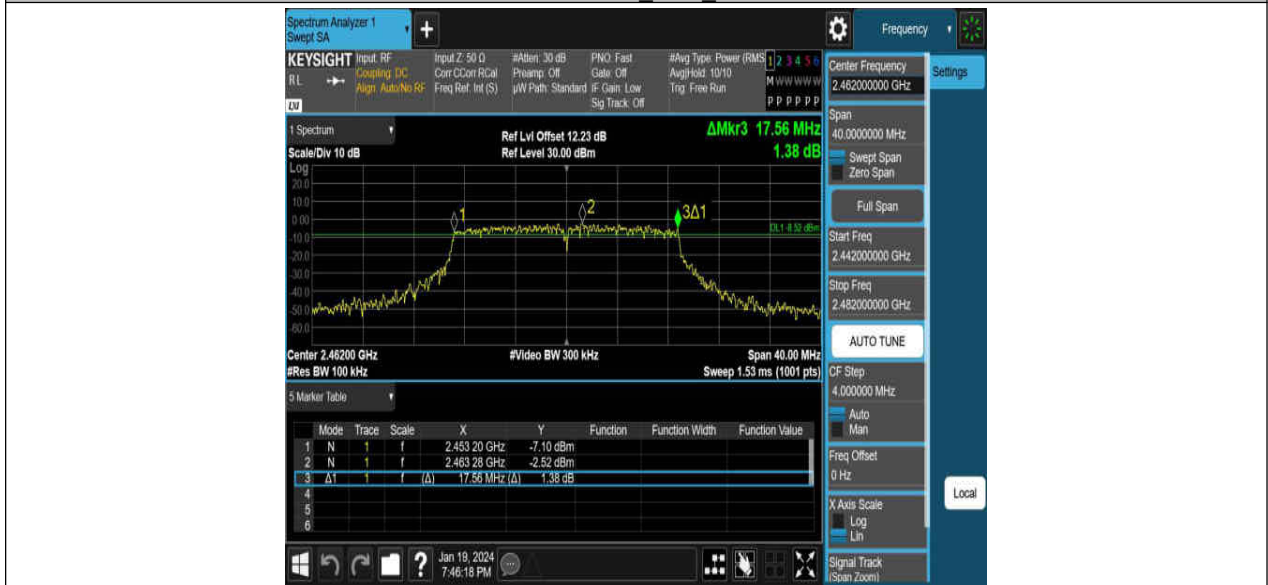 Spectrum Analyzer 1
Swept SA
+
Frequency
KEYSIGHT
RL
LXI
Input: RF
Coupling: DC
Align: Auto/No RF
Input Z: 50 Ω
Corr CCorr RCal
Freq Ref: Int (S)
#Atten: 30 dB
Preamp: Off
µW Path: Standard
PNO: Fast
Gate: Off
IF Gain: Low
Sig Track: Off
#Avg Type: Power (RMS
Avg|Hold: 10/10
Trig: Free Run
1 2 3 4 5 6
M W W W W W
P P P P P P
Center Frequency
2.462000000 GHz
Settings
Span
40.0000000 MHz
Swept Span
Zero Span
Full Span
Start Freq
2.442000000 GHz
Stop Freq
2.482000000 GHz
AUTO TUNE
CF Step
4.000000 MHz
Auto
Man
Freq Offset
0 Hz
X Axis Scale
Log
Lin
Signal Track
(Span Zoom)
Local
1 Spectrum
Scale/Div 10 dB
Ref Lvl Offset 12.23 dB
Ref Level 30.00 dBm
ΔMkr3 17.56 MHz
1.38 dB
Log
20.0
10.0
0.00
-10.0
-20.0
-30.0
-40.0
-50.0
-60.0
1
2
3Δ1
DL1 -8.52 dBm
Center 2.46200 GHz
#Video BW 300 kHz
Span 40.00 MHz
#Res BW 100 kHz
Sweep 1.53 ms (1001 pts)
5 Marker Table
Mode Trace Scale X Y Function Function Width Function Value
1 N 1 f 2.453 20 GHz -7.10 dBm
2 N 1 f 2.463 28 GHz -2.52 dBm
3 Δ1 1 f (Δ) 17.56 MHz (Δ) 1.38 dB
4
5
6
?
Jan 19, 2024
7:46:18 PM